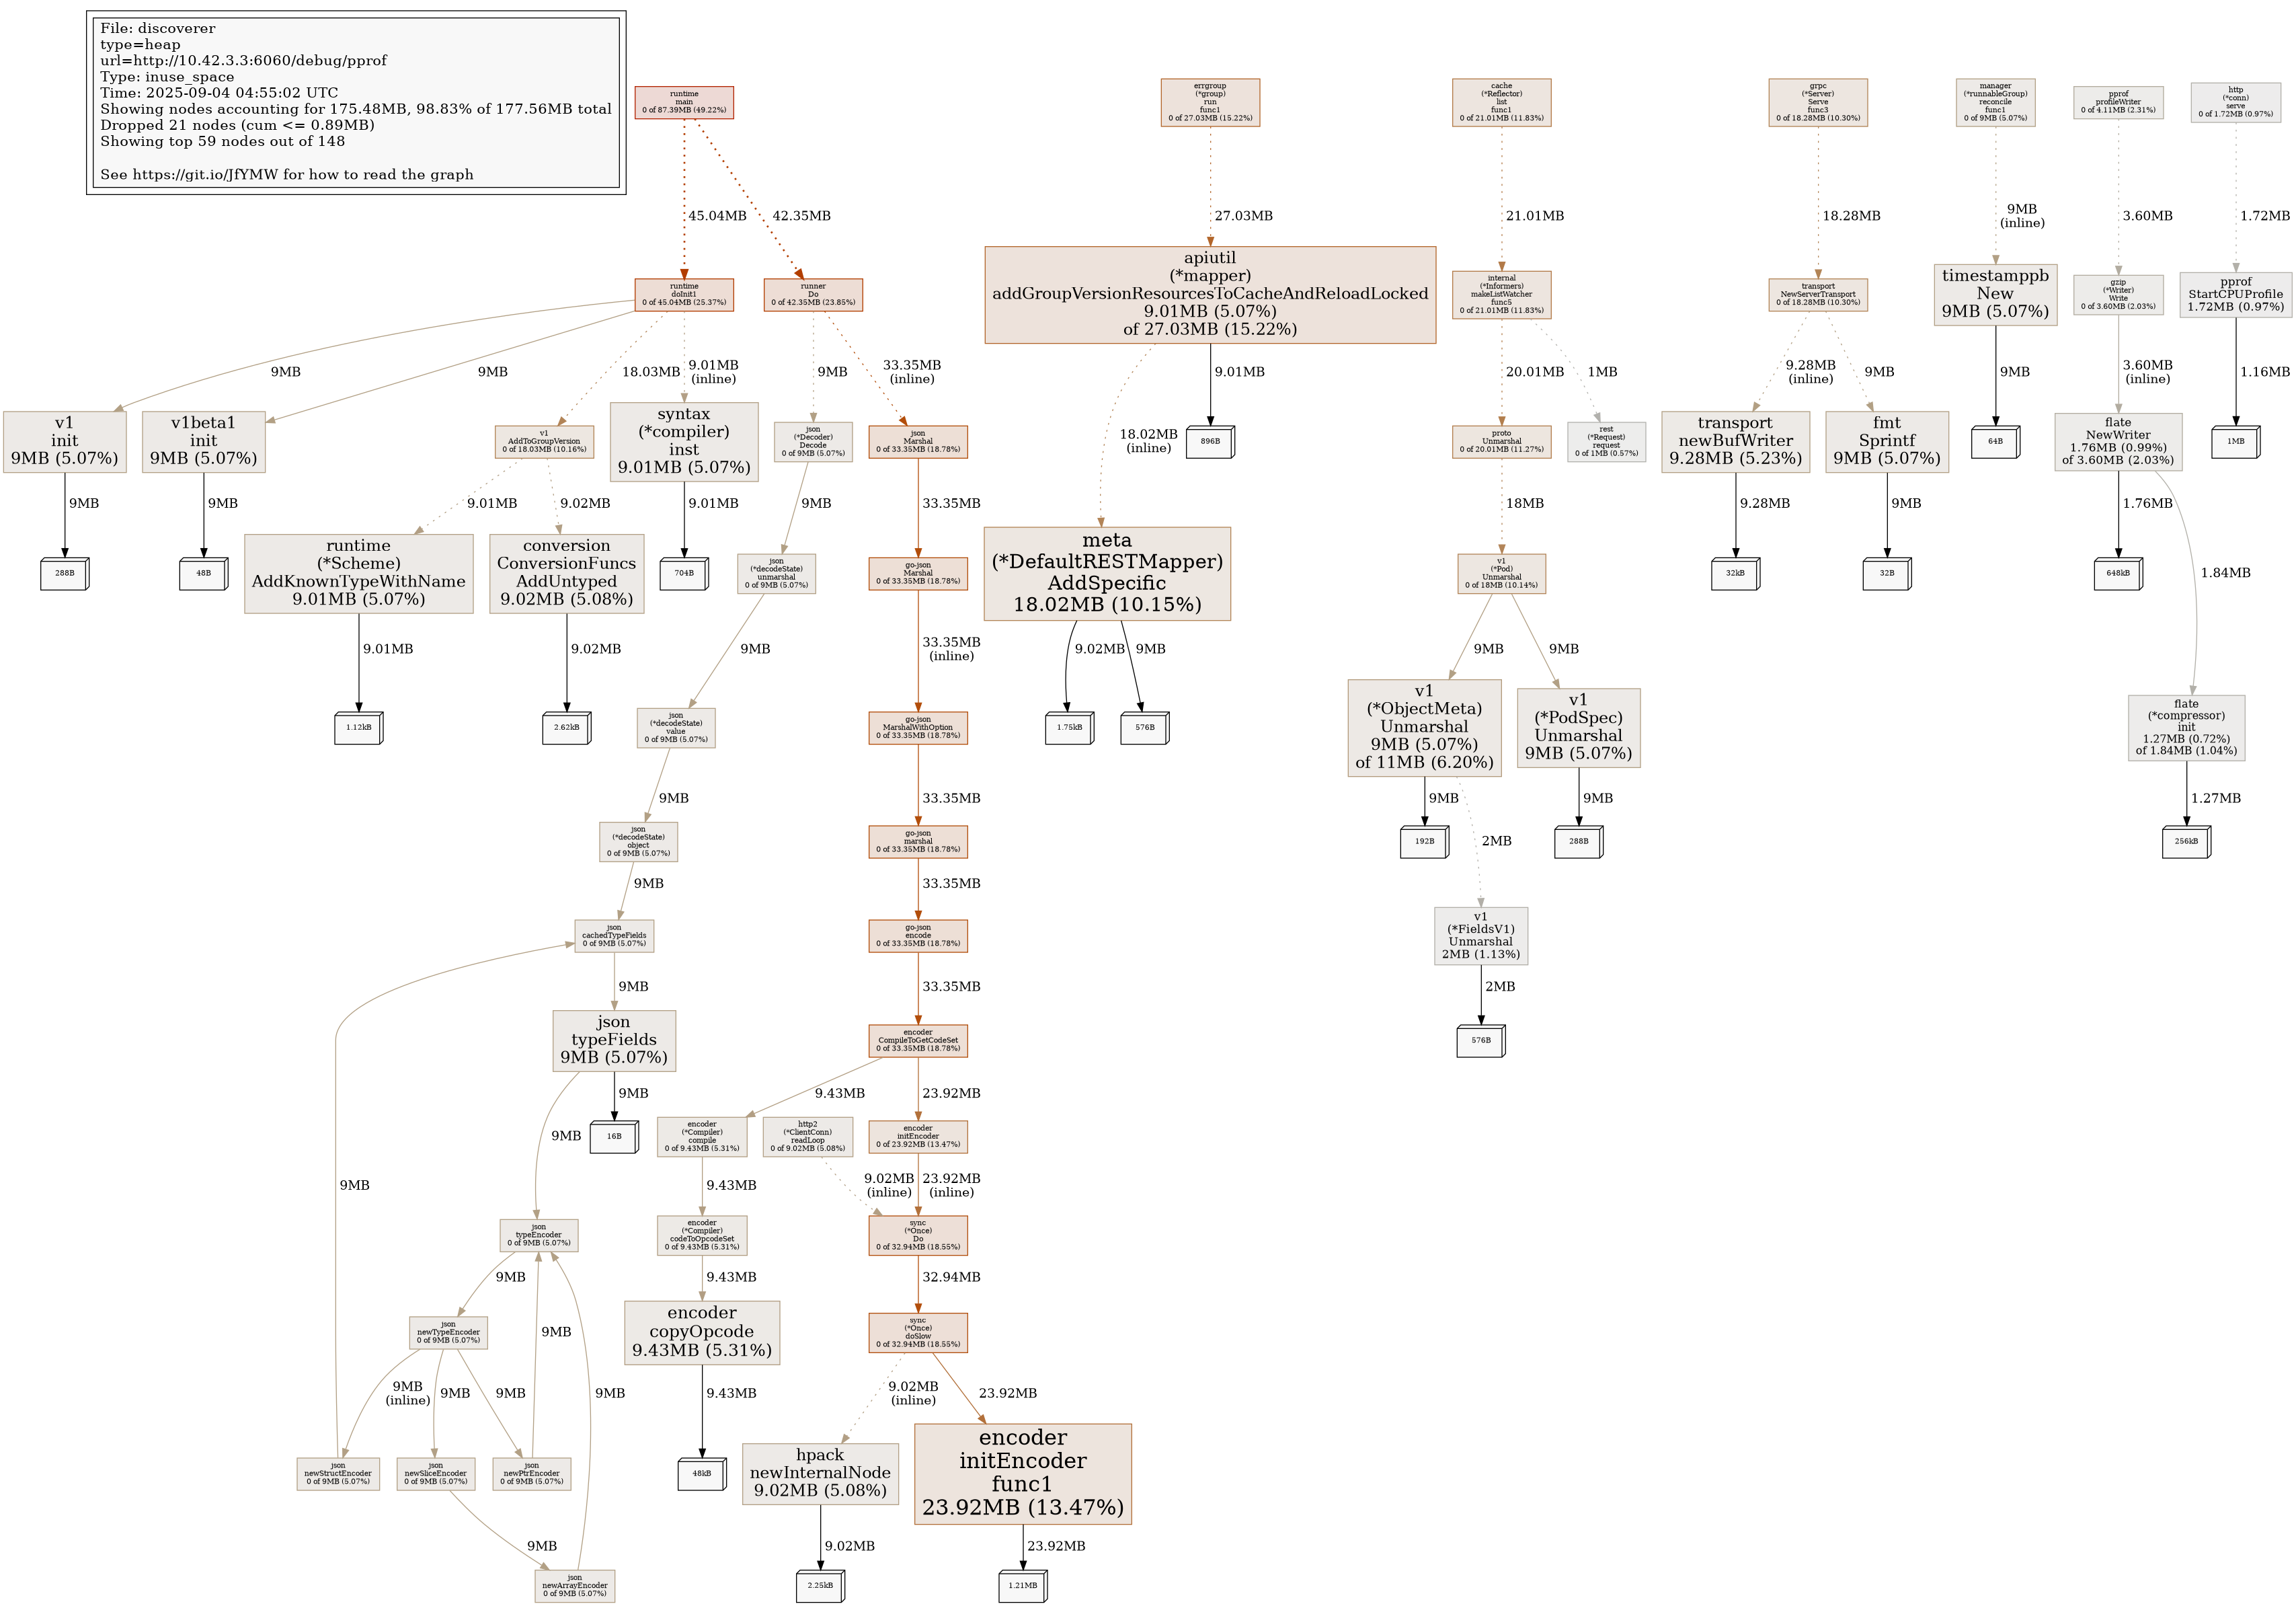 File: discoverer
type=heap
url=http://10.42.3.3:6060/debug/pprof
Type: inuse_space
Time: 2025-09-04 04:55:02 UTC
Showing nodes accounting for 175.48MB, 98.83% of 177.56MB total
Dropped 21 nodes (cum <= 0.89MB)
Showing top 59 nodes out of 148
See https://git.io/JfYMW for how to read the graph
runtime
main
0 of 87.39MB (49.22%)
errgroup
(*group)
run
func1
0 of 27.03MB (15.22%)
cache
(*Reflector)
list
func1
0 of 21.01MB (11.83%)
grpc
(*Server)
Serve
func3
0 of 18.28MB (10.30%)
manager
(*runnableGroup)
reconcile
func1
0 of 9MB (5.07%)
pprof
profileWriter
0 of 4.11MB (2.31%)
http
(*conn)
serve
0 of 1.72MB (0.97%)
45.04MB
42.35MB
27.03MB
21.01MB
18.28MB
9MB
(inline)
3.60MB
1.72MB
runtime
doInit1
0 of 45.04MB (25.37%)
runner
Do
0 of 42.35MB (23.85%)
apiutil
(*mapper)
addGroupVersionResourcesToCacheAndReloadLocked
9.01MB (5.07%)
of 27.03MB (15.22%)
internal
(*Informers)
makeListWatcher
func5
0 of 21.01MB (11.83%)
transport
NewServerTransport
0 of 18.28MB (10.30%)
timestamppb
New
9MB (5.07%)
gzip
(*Writer)
Write
0 of 3.60MB (2.03%)
pprof
StartCPUProfile
1.72MB (0.97%)
9MB
9MB
18.03MB
9.01MB
(inline)
9MB
33.35MB
(inline)
18.02MB
(inline)
9.01MB
20.01MB
1MB
9.28MB
(inline)
9MB
9MB
3.60MB
(inline)
1.16MB
v1
init
9MB (5.07%)
v1beta1
init
9MB (5.07%)
v1
AddToGroupVersion
0 of 18.03MB (10.16%)
syntax
(*compiler)
inst
9.01MB (5.07%)
json
(*Decoder)
Decode
0 of 9MB (5.07%)
json
Marshal
0 of 33.35MB (18.78%)
896B
proto
Unmarshal
0 of 20.01MB (11.27%)
rest
(*Request)
request
0 of 1MB (0.57%)
transport
newBufWriter
9.28MB (5.23%)
fmt
Sprintf
9MB (5.07%)
64B
flate
NewWriter
1.76MB (0.99%)
of 3.60MB (2.03%)
1MB
9MB
9MB
9.01MB
9.02MB
9.01MB
9MB
33.35MB
18MB
9.28MB
9MB
1.76MB
1.84MB
288B
48B
runtime
(*Scheme)
AddKnownTypeWithName
9.01MB (5.07%)
conversion
ConversionFuncs
AddUntyped
9.02MB (5.08%)
704B
json
(*decodeState)
unmarshal
0 of 9MB (5.07%)
go-json
Marshal
0 of 33.35MB (18.78%)
meta
(*DefaultRESTMapper)
AddSpecific
18.02MB (10.15%)
v1
(*Pod)
Unmarshal
0 of 18MB (10.14%)
32kB
32B
648kB
9.01MB
9.02MB
9MB
33.35MB
(inline)
9.02MB
9MB
9MB
9MB
1.12kB
2.62kB
json
(*decodeState)
value
0 of 9MB (5.07%)
go-json
MarshalWithOption
0 of 33.35MB (18.78%)
1.75kB
576B
v1
(*ObjectMeta)
Unmarshal
9MB (5.07%)
of 11MB (6.20%)
v1
(*PodSpec)
Unmarshal
9MB (5.07%)
flate
(*compressor)
init
1.27MB (0.72%)
of 1.84MB (1.04%)
9MB
33.35MB
9MB
2MB
9MB
1.27MB
json
(*decodeState)
object
0 of 9MB (5.07%)
go-json
marshal
0 of 33.35MB (18.78%)
192B
288B
256kB
9MB
33.35MB
json
cachedTypeFields
0 of 9MB (5.07%)
go-json
encode
0 of 33.35MB (18.78%)
v1
(*FieldsV1)
Unmarshal
2MB (1.13%)
9MB
33.35MB
2MB
json
typeFields
9MB (5.07%)
encoder
CompileToGetCodeSet
0 of 33.35MB (18.78%)
576B
9MB
9MB
9.43MB
23.92MB
16B
encoder
(*Compiler)
compile
0 of 9.43MB (5.31%)
http2
(*ClientConn)
readLoop
0 of 9.02MB (5.08%)
encoder
initEncoder
0 of 23.92MB (13.47%)
9MB
9.43MB
9.02MB
(inline)
23.92MB
(inline)
json
typeEncoder
0 of 9MB (5.07%)
encoder
(*Compiler)
codeToOpcodeSet
0 of 9.43MB (5.31%)
sync
(*Once)
Do
0 of 32.94MB (18.55%)
9MB
9.43MB
32.94MB
json
newTypeEncoder
0 of 9MB (5.07%)
9MB
encoder
copyOpcode
9.43MB (5.31%)
sync
(*Once)
doSlow
0 of 32.94MB (18.55%)
9MB
(inline)
9MB
9MB
9MB
9.43MB
9.02MB
(inline)
23.92MB
json
newStructEncoder
0 of 9MB (5.07%)
json
newSliceEncoder
0 of 9MB (5.07%)
json
newPtrEncoder
0 of 9MB (5.07%)
48kB
hpack
newInternalNode
9.02MB (5.08%)
encoder
initEncoder
func1
23.92MB (13.47%)
9MB
9.02MB
23.92MB
json
newArrayEncoder
0 of 9MB (5.07%)
2.25kB
1.21MB